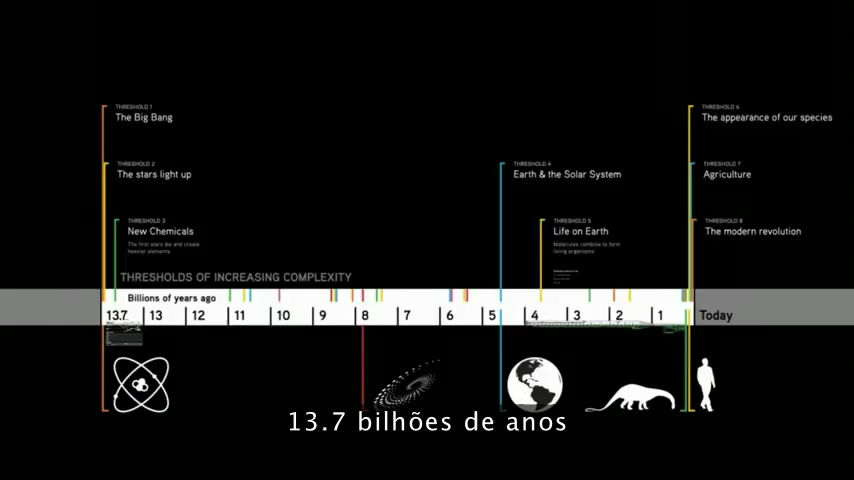 THRESHOLD 1
The Big Bang
THRESHOLD 2
The stars light up
THRESHOLD 3
New Chemicals
The first stars die and create
heavier elements
THRESHOLD 4
Earth & the Solar System
THRESHOLD 5
Life on Earth
Molecules combine to form
living organisms
THRESHOLD 6
The appearance of our species
THRESHOLD 7
Agriculture
THRESHOLD 8
The modern revolution
THRESHOLDS OF INCREASING COMPLEXITY
Billions of years ago
13.7 13 12 11 10 9 8 7 6 5 4 3 2 1 Today
13.7 bilhões de anos